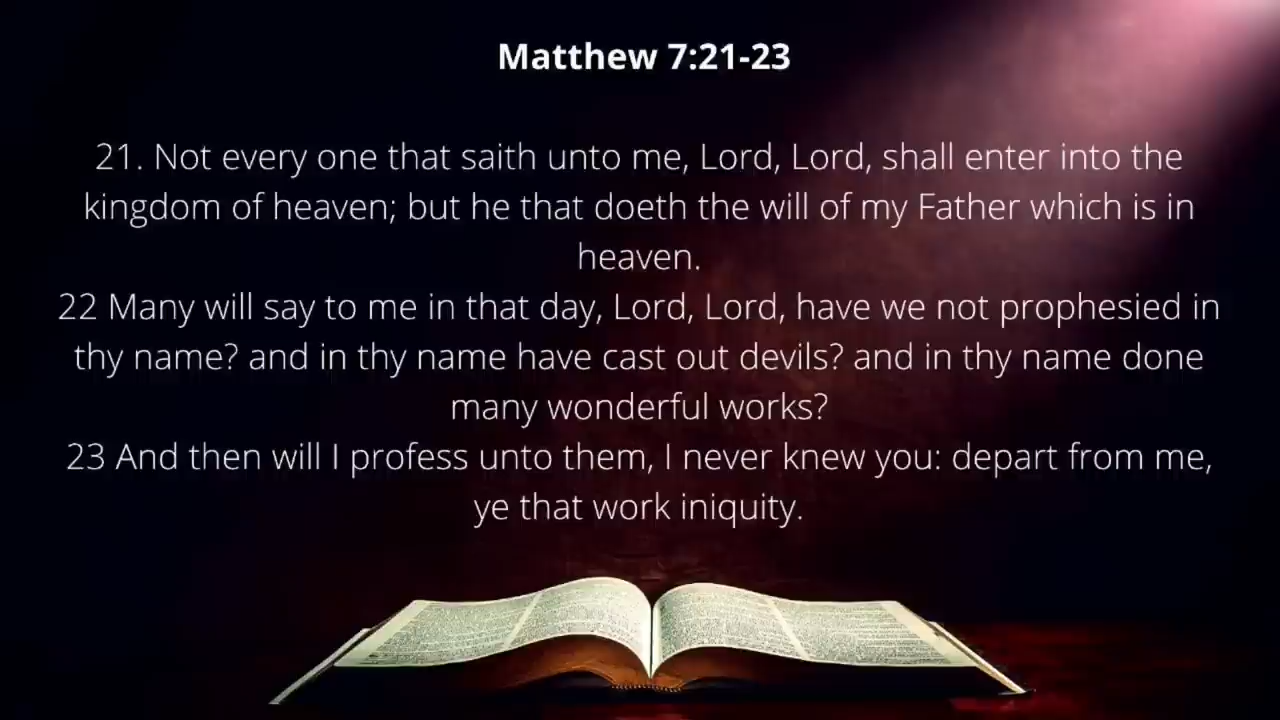 Matthew 7:21-23
21. Not every one that saith unto me, Lord, Lord, shall enter into the
kingdom of heaven; but he that doeth the will of my Father which is in
heaven.
22 Many will say to me in that day, Lord, Lord, have we not prophesied in
thy name? and in thy name have cast out devils? and in thy name done
many wonderful works?
23 And then will I profess unto them, I never knew you: depart from me,
ye that work iniquity.